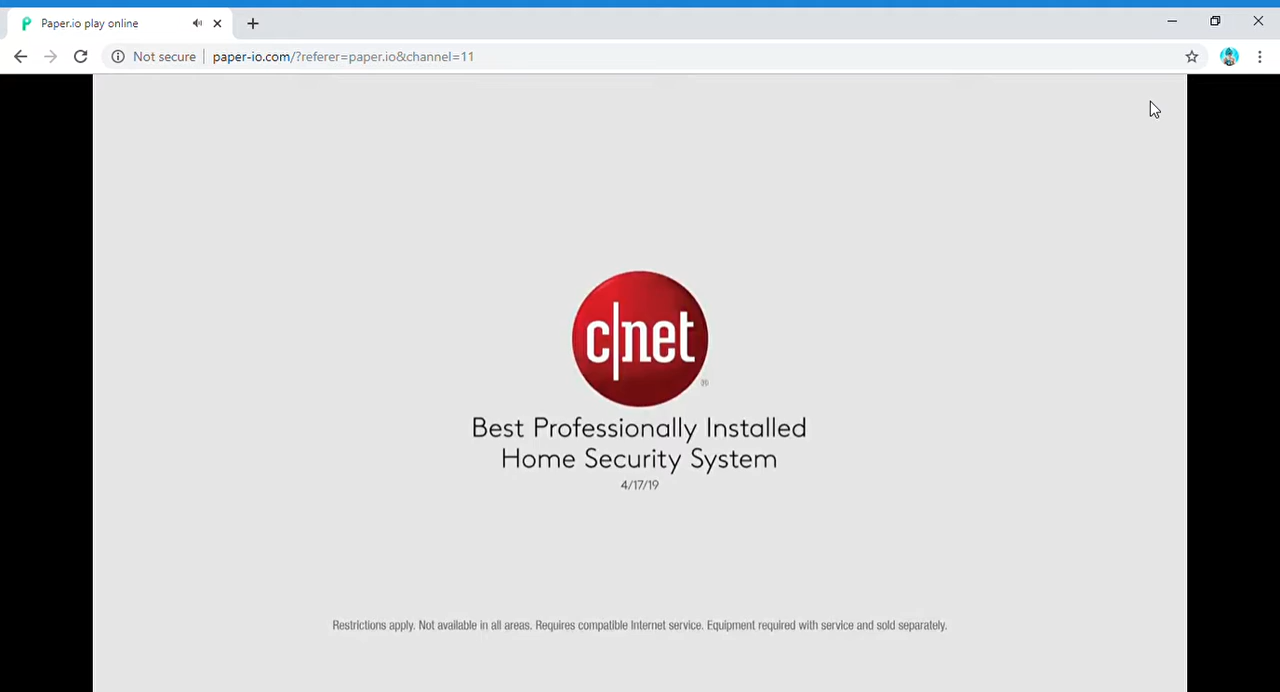 Paper.io play online
Not secure
paper-io.com/?referer=paper.io&channel=11
c|net
®
Best Professionally Installed
Home Security System
4/17/19
Restrictions apply. Not available in all areas. Requires compatible Internet service. Equipment required with service and sold separately.